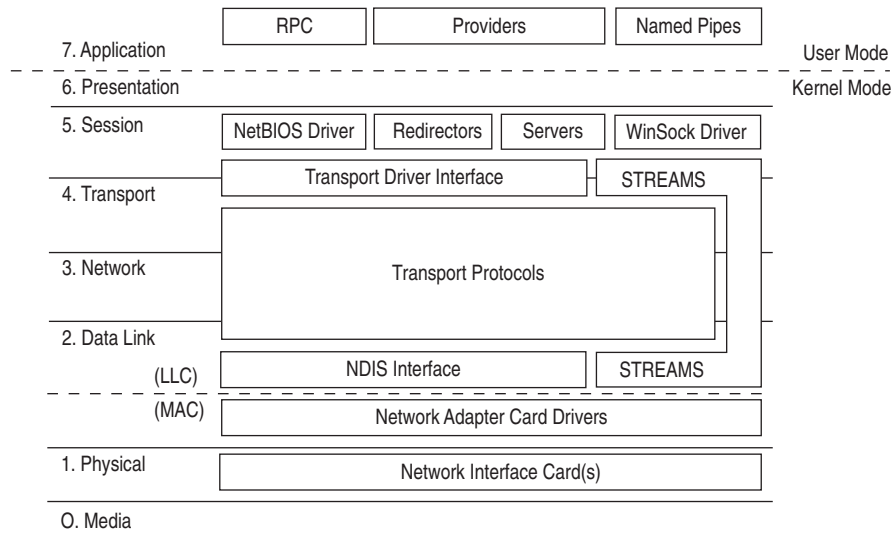 RPC Providers Named Pipes
7. Application User Mode
6. Presentation Kernel Mode
5. Session
NetBIOS Driver Redirectors Servers WinSock Driver
Transport Driver Interface STREAMS
4. Transport
3. Network Transport Protocols
2. Data Link
(LLC) NDIS Interface STREAMS
(MAC) Network Adapter Card Drivers
1. Physical Network Interface Card(s)
O. Media